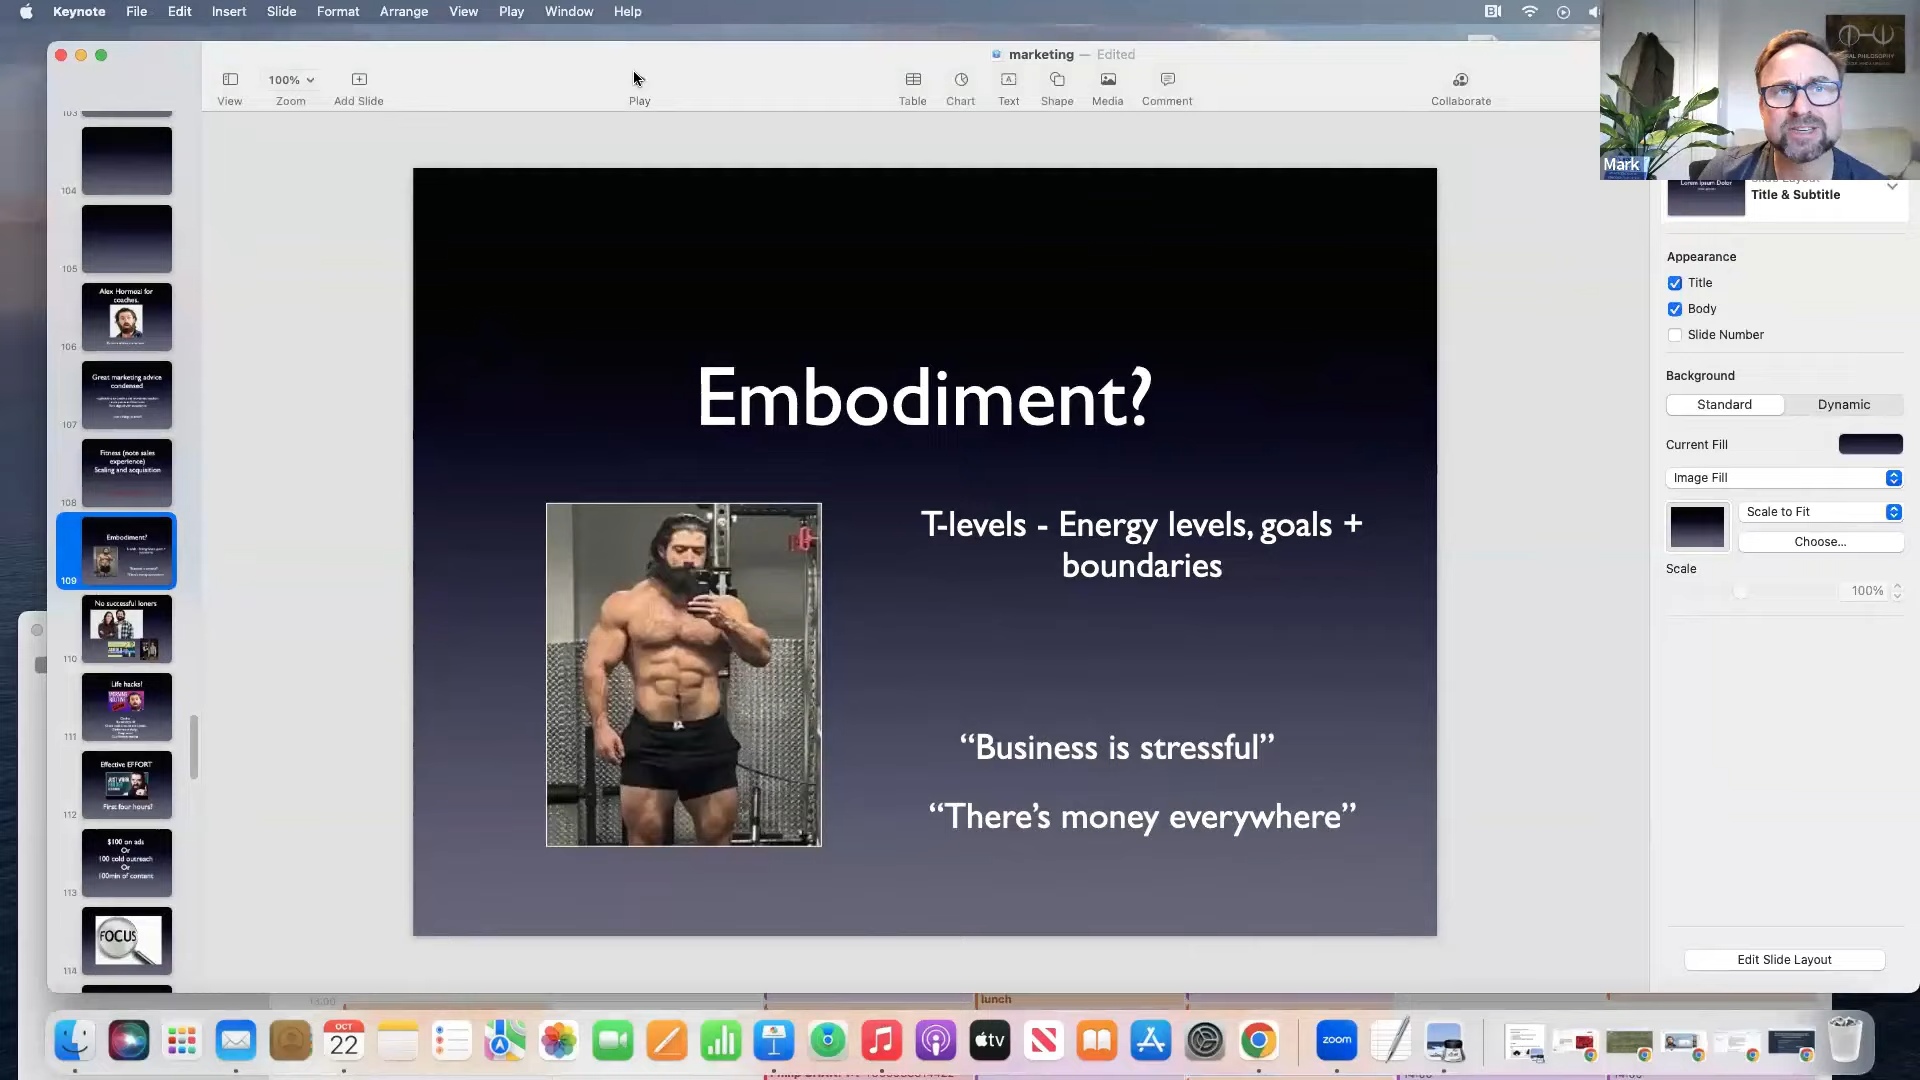 Keynote File Edit Insert Slide Format Arrange View Play Window Help
marketing — Edited
100%
View Zoom Add Slide Play Table Chart Text Shape Media Comment Collaborate
Mark
Title & Subtitle
Appearance
Title
Body
Slide Number
Background
Standard Dynamic
Current Fill
Image Fill
Scale to Fit
Choose...
Scale
100%
Edit Slide Layout
103
104
105
Alex Hormozi for
coaches.
106
Great marketing advice
condensed
107
Fitness (note sales
experience)
Scaling and acquisition
108
Embodiment?
109
No successful loners
110
Life hacks!
111
Effective EFFORT
First four hours?
112
$100 on ads
Or
100 cold outreach
Or
100min of content
113
FOCUS
114
Embodiment?
T-levels - Energy levels, goals +
boundaries
“Business is stressful”
“There’s money everywhere”
lunch
OCT
22
tv
zoom